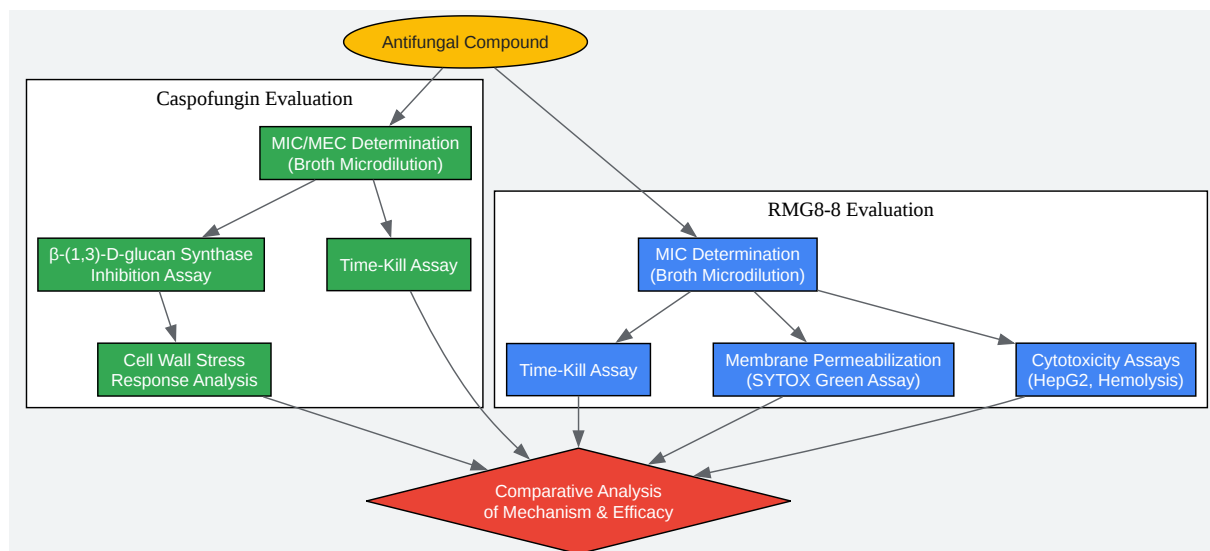 Antifungal Compound
Caspofungin Evaluation
MIC/MEC Determination
(Broth Microdilution)
β-(1,3)-D-glucan Synthase
Inhibition Assay
Time-Kill Assay
Cell Wall Stress
Response Analysis
RMG8-8 Evaluation
MIC Determination
(Broth Microdilution)
Time-Kill Assay
Membrane Permeabilization
(SYTOX Green Assay)
Cytotoxicity Assays
(HepG2, Hemolysis)
Comparative Analysis
of Mechanism & Efficacy